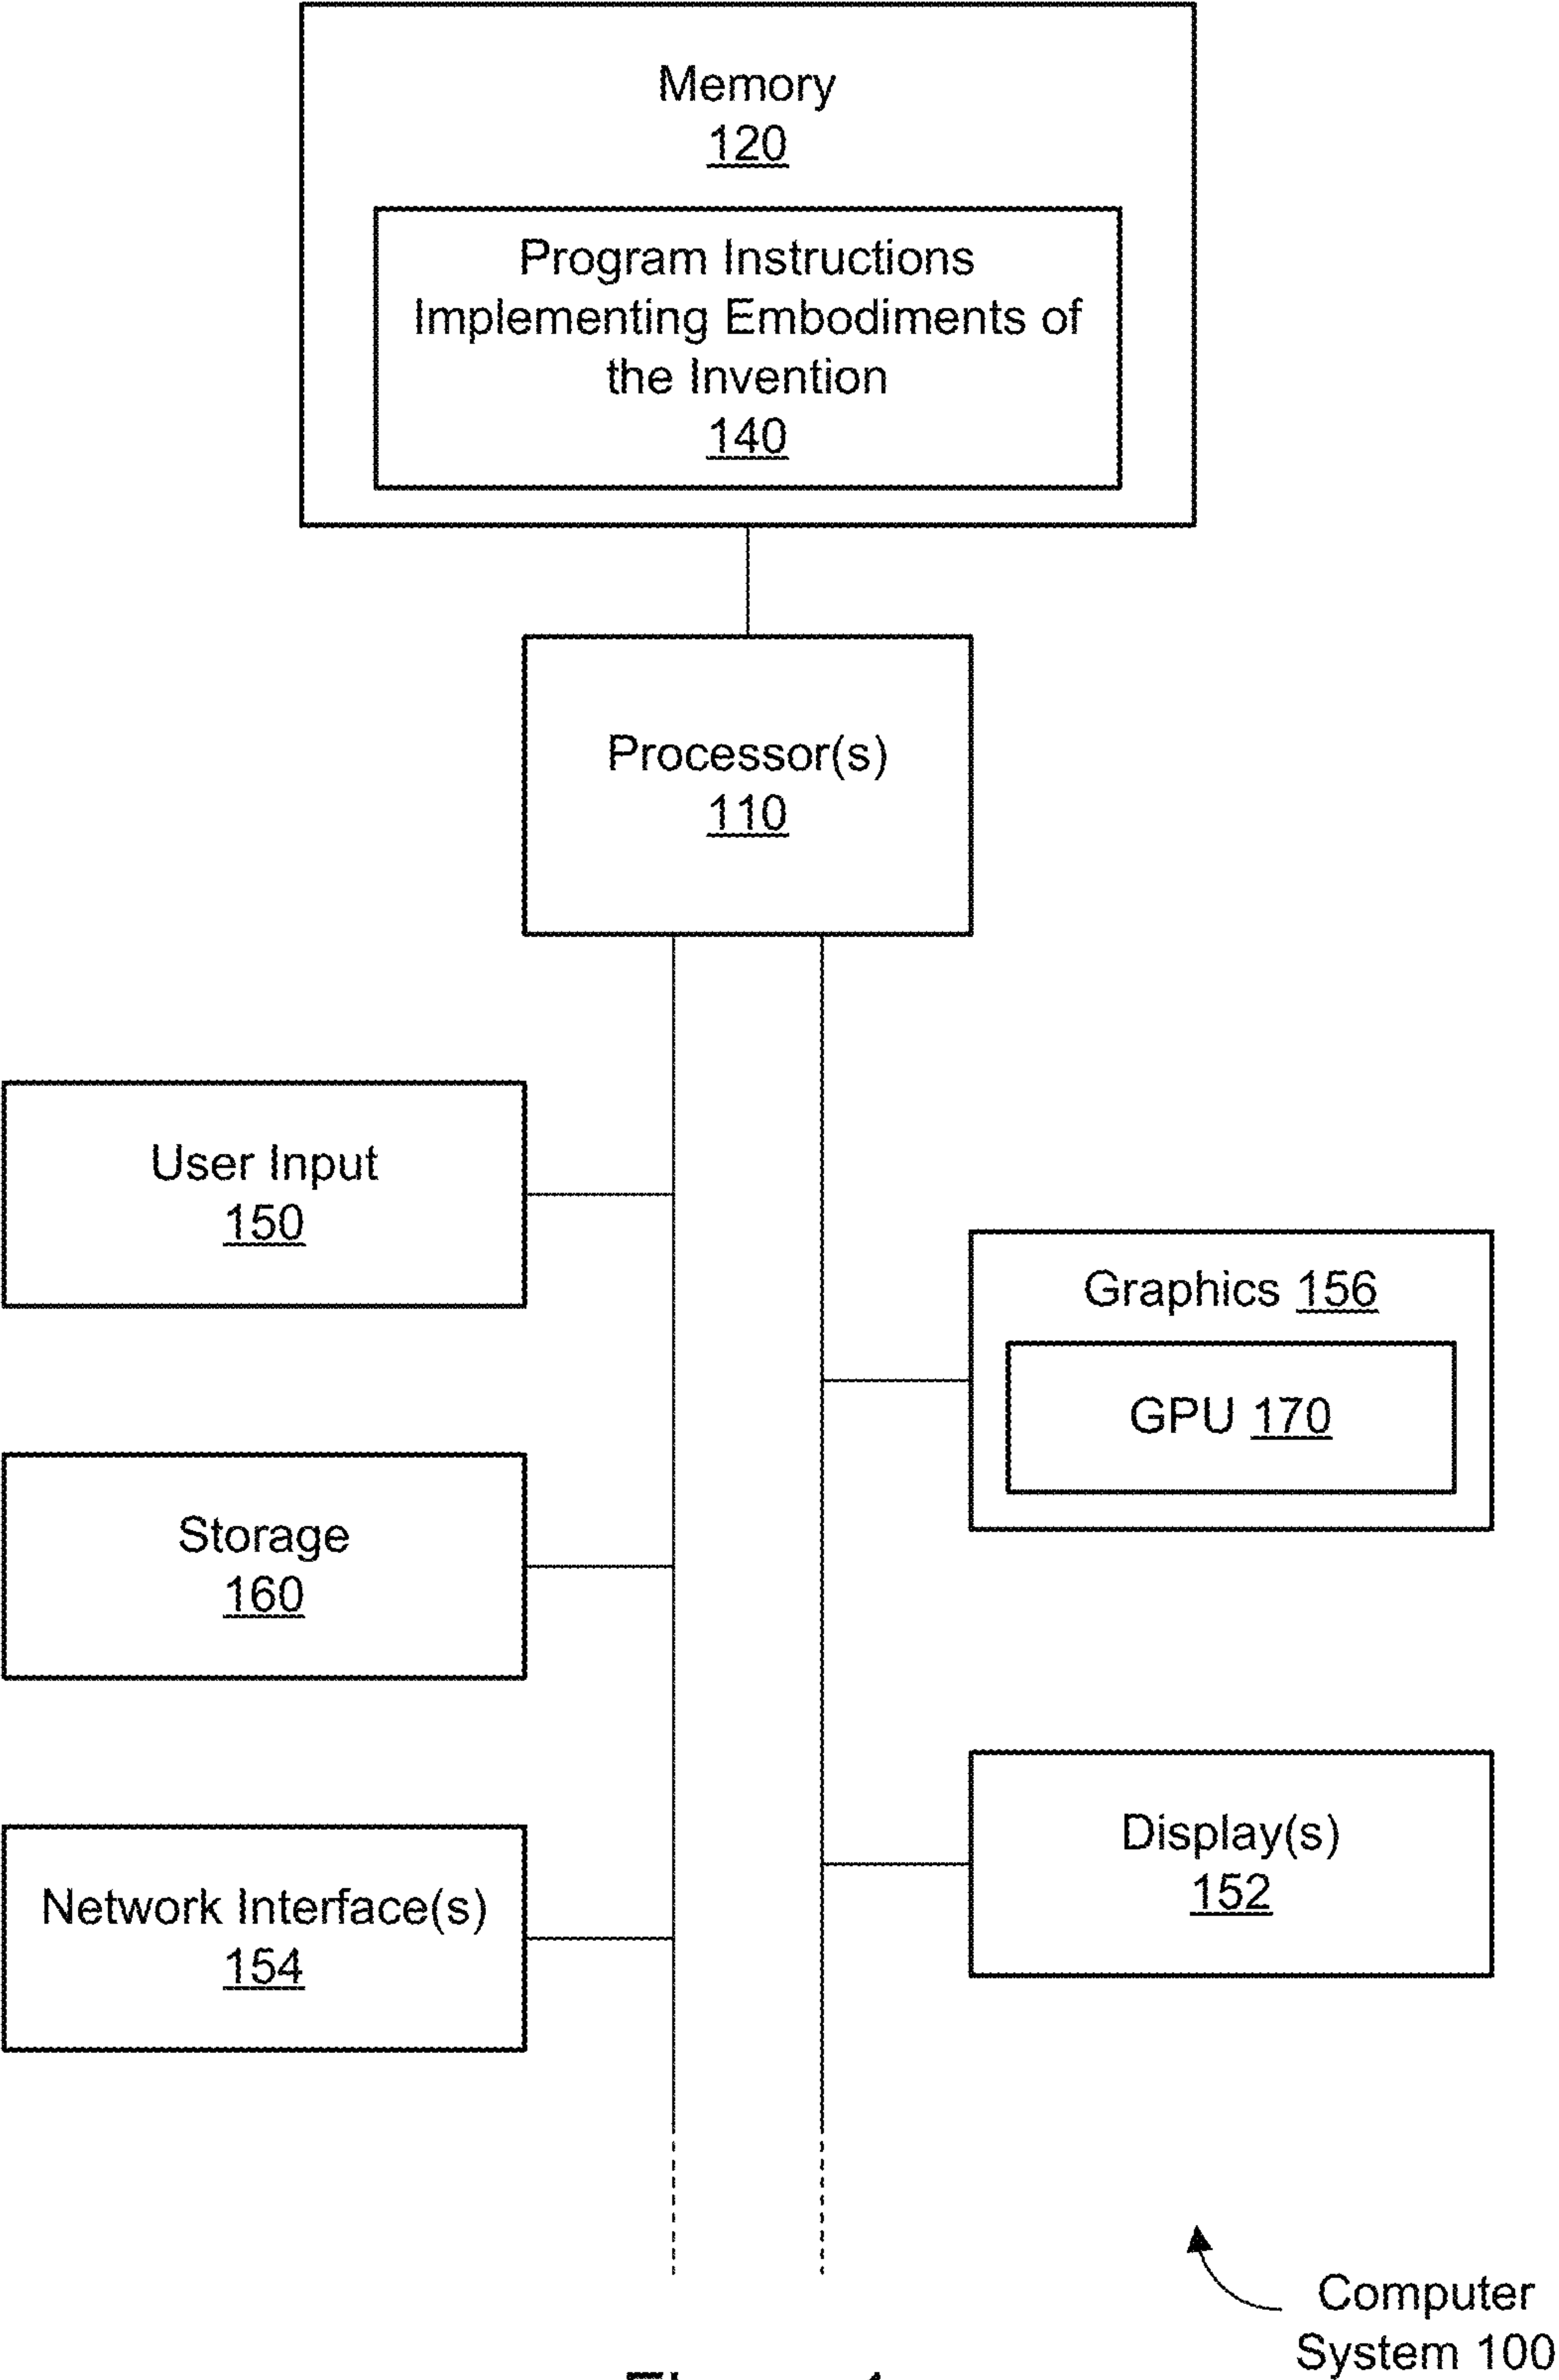 Memory
120
Program Instructions
Implementing Embodiments of
the Invention
140
Processor(s)
110
User Input
150
Graphics 156
GPU 170
Storage
160
Display(s)
152
Network Interface(s)
154
Computer
System 100